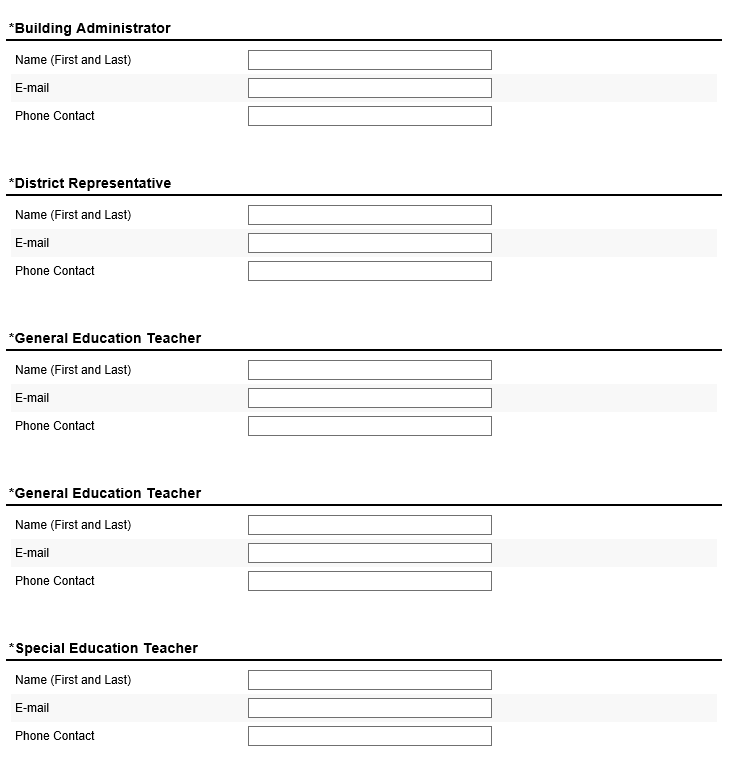 *Building Administrator
Name (First and Last)
E-mail
Phone Contact
*District Representative
Name (First and Last)
E-mail
Phone Contact
*General Education Teacher
Name (First and Last)
E-mail
Phone Contact
*General Education Teacher
Name (First and Last)
E-mail
Phone Contact
*Special Education Teacher
Name (First and Last)
E-mail
Phone Contact